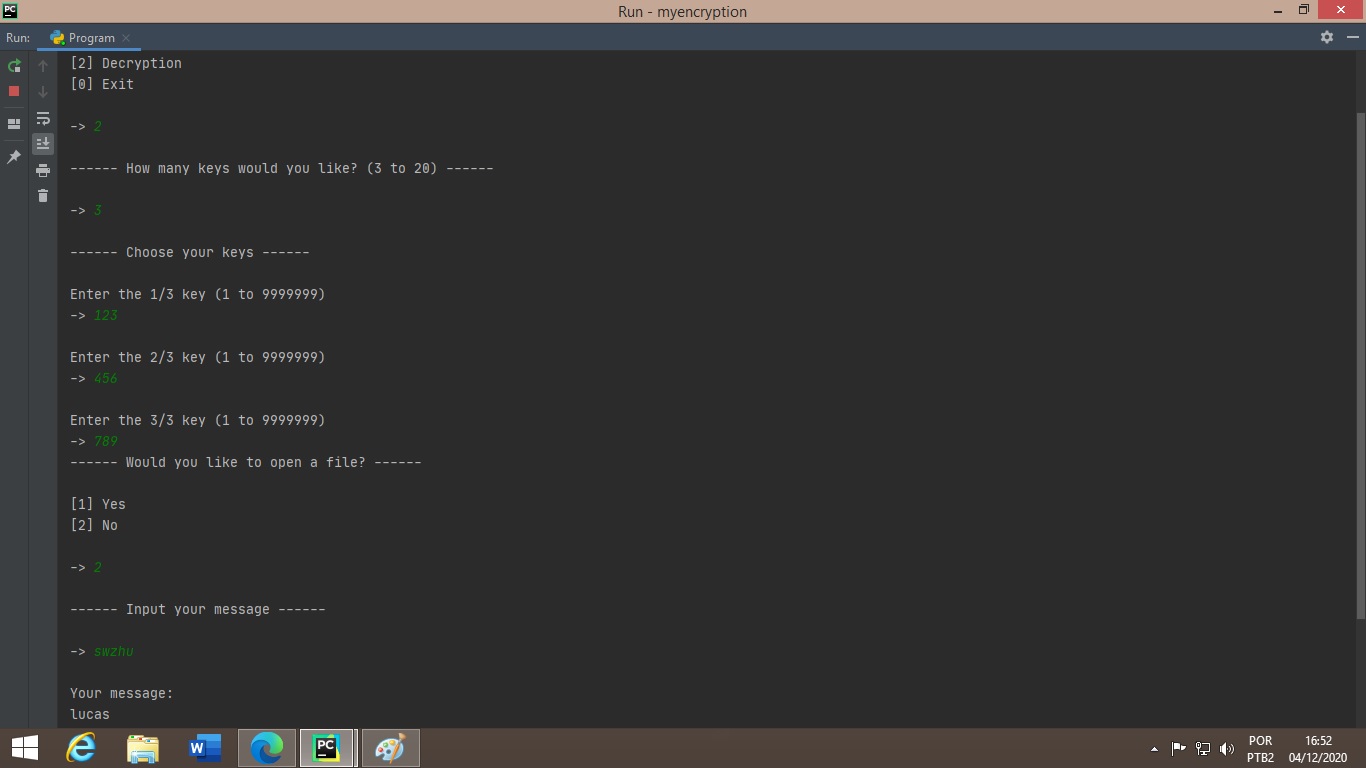 Run - myencryption
Run: Program
[2] Decryption
[0] Exit
-> 2
------ How many keys would you like? (3 to 20) ------
-> 3
------ Choose your keys ------
Enter the 1/3 key (1 to 9999999)
-> 123
Enter the 2/3 key (1 to 9999999)
-> 456
Enter the 3/3 key (1 to 9999999)
-> 789
------ Would you like to open a file? ------
[1] Yes
[2] No
-> 2
------ Input your message ------
-> swzhu
Your message:
lucas
POR 16:52
PTB2 04/12/2020